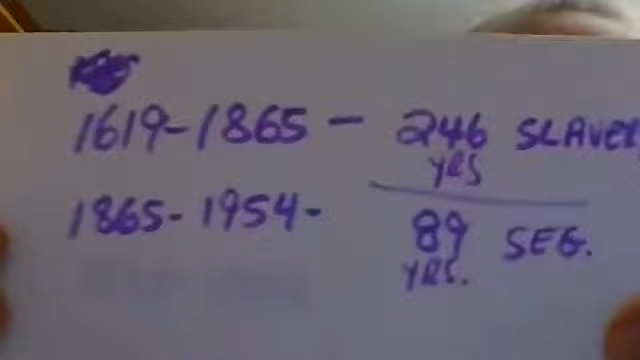 1619-1865 - 246 SLAVER
YRS
1865-1954- 89 SEG.
YRS.